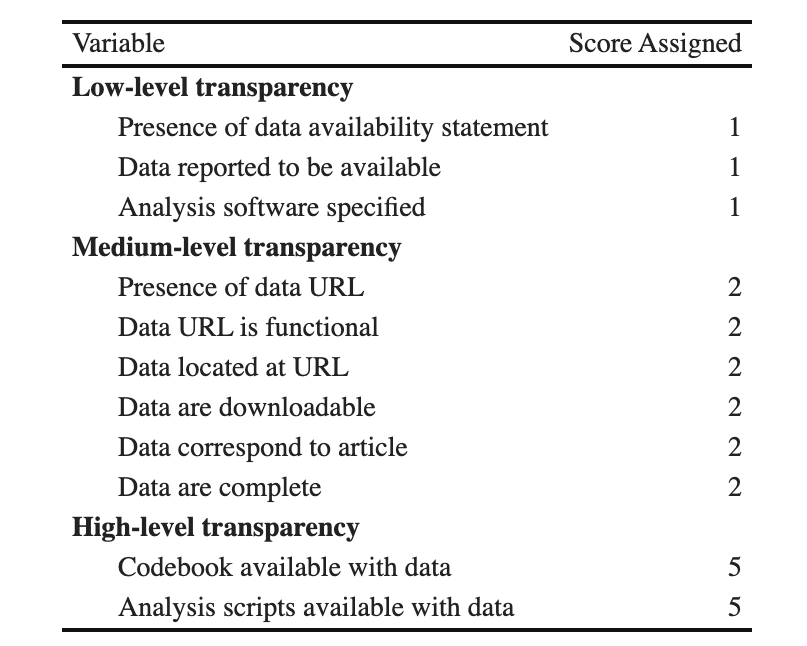 Variable Score Assigned
Low-level transparency
Presence of data availability statement 1
Data reported to be available 1
Analysis software specified 1
Medium-level transparency
Presence of data URL 2
Data URL is functional 2
Data located at URL 2
Data are downloadable 2
Data correspond to article 2
Data are complete 2
High-level transparency
Codebook available with data 5
Analysis scripts available with data 5